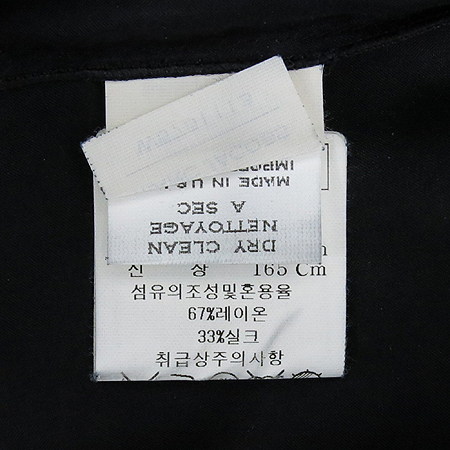 DRY CLEAN
NETTOYAGE
A SEC
MADE IN U.S.
신 장 165 Cm
섬유의조성및혼용율
67%레이온
33%실크
취급상주의사항